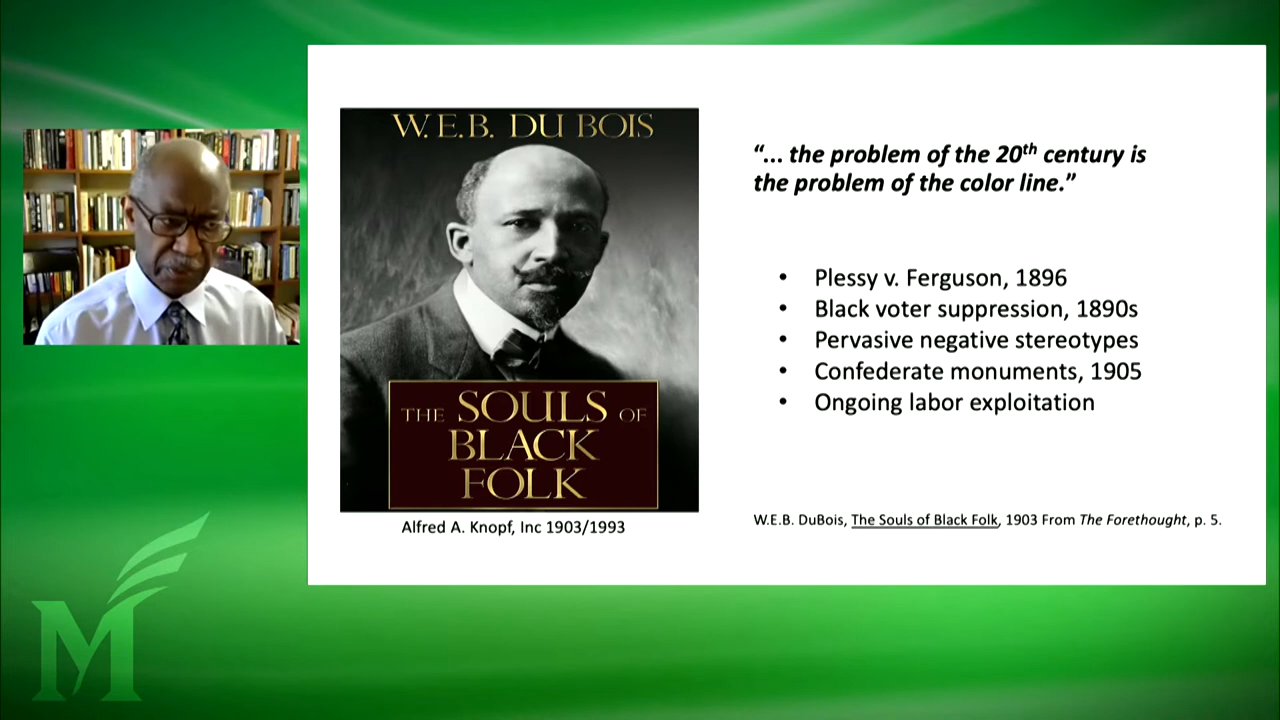 W.E.B. DU BOIS
THE SOULS OF
BLACK
FOLK
Alfred A. Knopf, Inc 1903/1993
“... the problem of the 20th century is
the problem of the color line.”
• Plessy v. Ferguson, 1896
• Black voter suppression, 1890s
• Pervasive negative stereotypes
• Confederate monuments, 1905
• Ongoing labor exploitation
W.E.B. DuBois, The Souls of Black Folk, 1903 From The Forethought, p. 5.
M